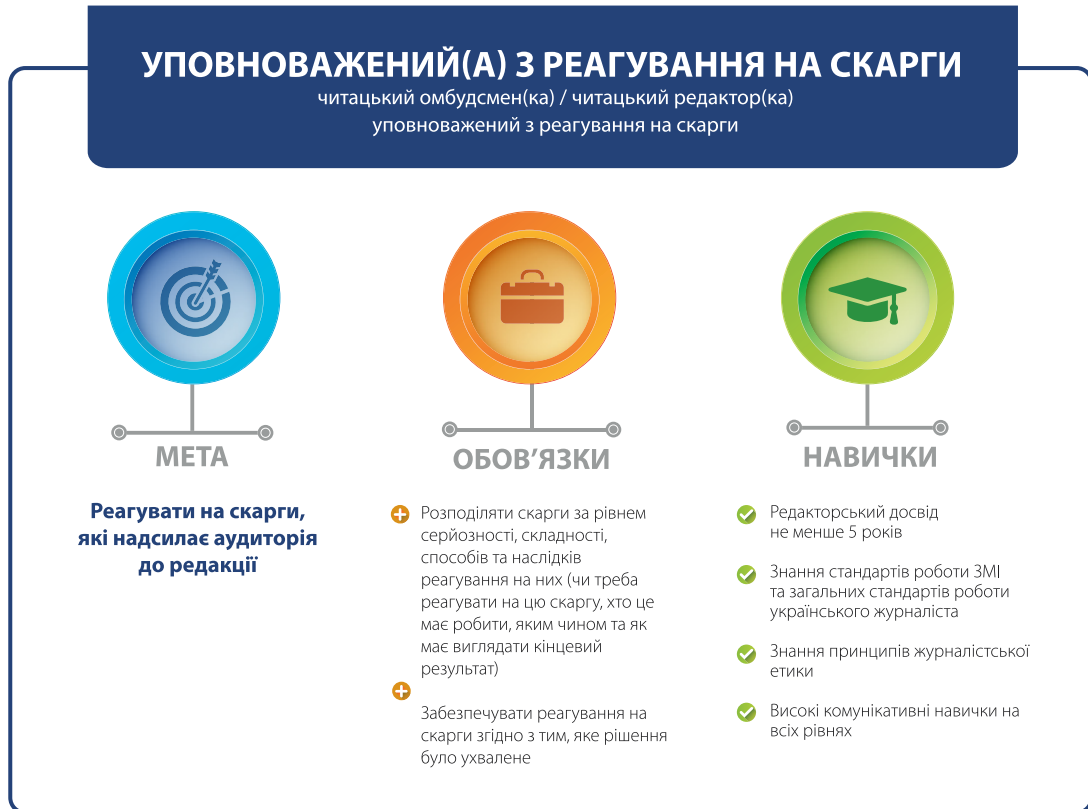 УПОВНОВАЖЕНИЙ(А) З РЕАГУВАННЯ НА СКАРГИ
читацький омбудсмен(ка) / читацький редактор(ка)
уповноважений з реагування на скарги
МЕТА
Реагувати на скарги,
які надсилає аудиторія
до редакції
ОБОВ’ЯЗКИ
Розподіляти скарги за рівнем
серйозності, складності,
способів та наслідків
реагування на них (чи треба
реагувати на цю скаргу, хто це
має робити, яким чином та як
має виглядати кінцевий
результат)
Забезпечувати реагування на
скарги згідно з тим, яке рішення
було ухвалене
НАВИЧКИ
Редакторський досвід
не менше 5 років
Знання стандартів роботи ЗМІ
та загальних стандартів роботи
українського журналіста
Знання принципів журналістської
етики
Високі комунікативні навички на
всіх рівнях